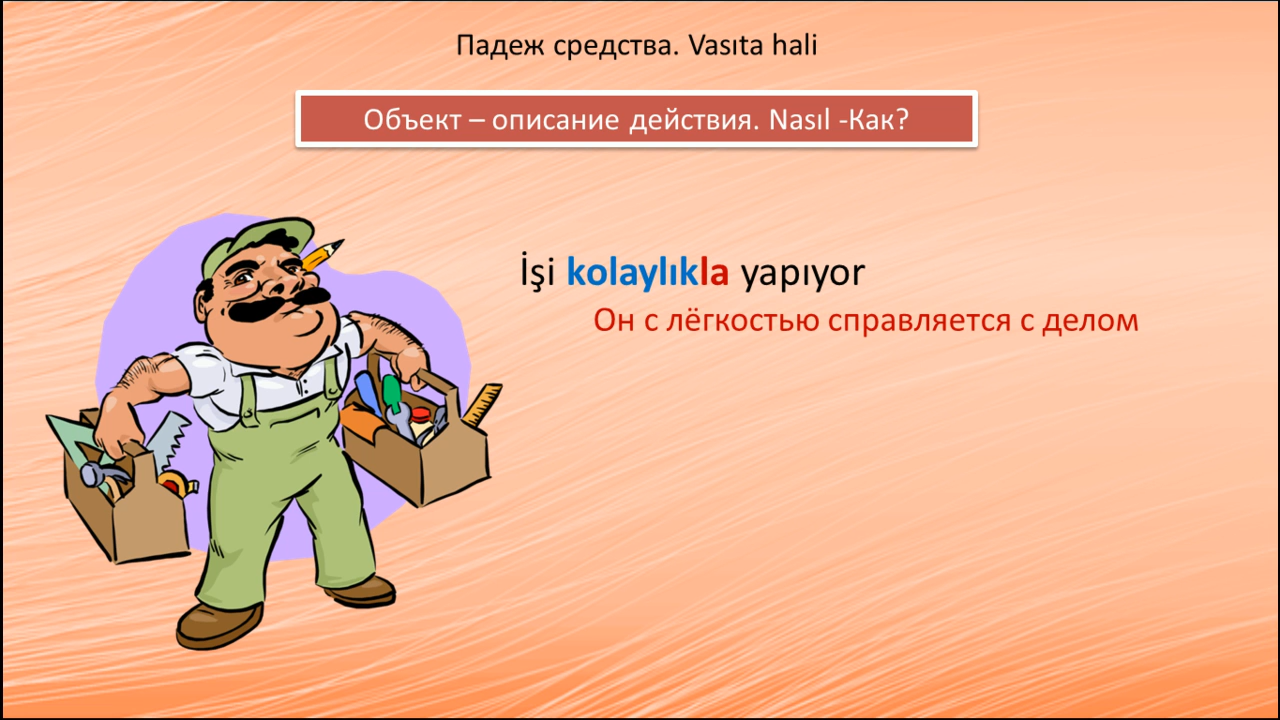 Падеж средства. Vasıta hali
Объект – описание действия. Nasıl -Как?
İşi kolaylıkla yapıyor
Он с лёгкостью справляется с делом